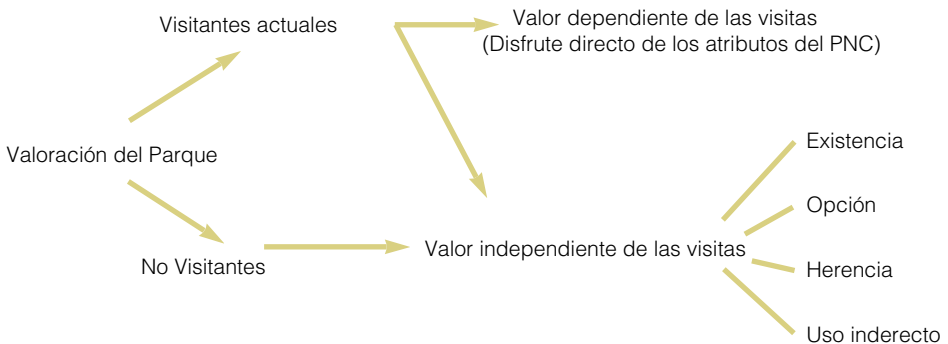 Visitantes actuales
Valor dependiente de las visitas
(Disfrute directo de los atributos del PNC)
Valoración del Parque
Existencia
Opción
Valor independiente de las visitas
No Visitantes
Herencia
Uso inderecto